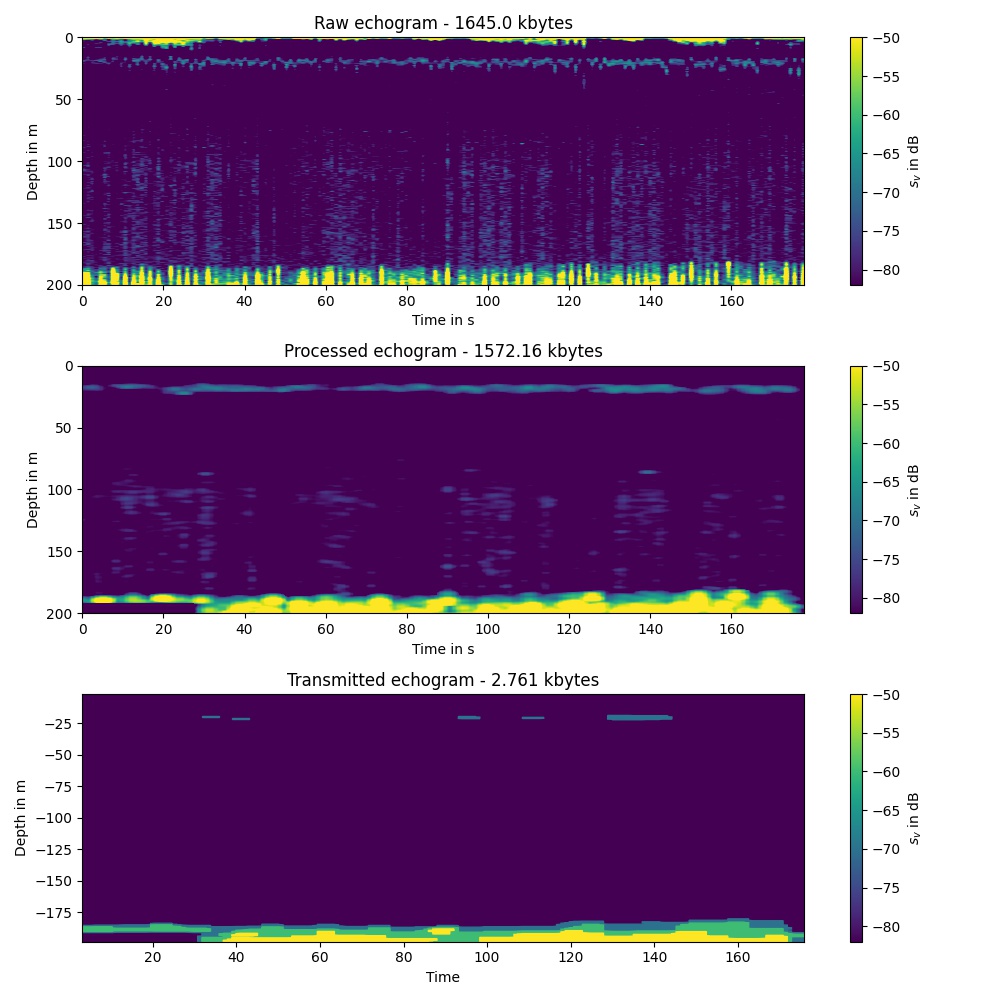 Raw echogram - 1645.0 kbytes
0
50
100
150
200
Depth in m
0 20 40 60 80 100 120 140 160
Time in s
−50
−55
−60
−65
−70
−75
−80
sv in dB
Processed echogram - 1572.16 kbytes
0
50
100
150
200
Depth in m
0 20 40 60 80 100 120 140 160
Time in s
−50
−55
−60
−65
−70
−75
−80
sv in dB
Transmitted echogram - 2.761 kbytes
−25
−50
−75
−100
−125
−150
−175
Depth in m
20 40 60 80 100 120 140 160
Time
−50
−55
−60
−65
−70
−75
−80
sv in dB